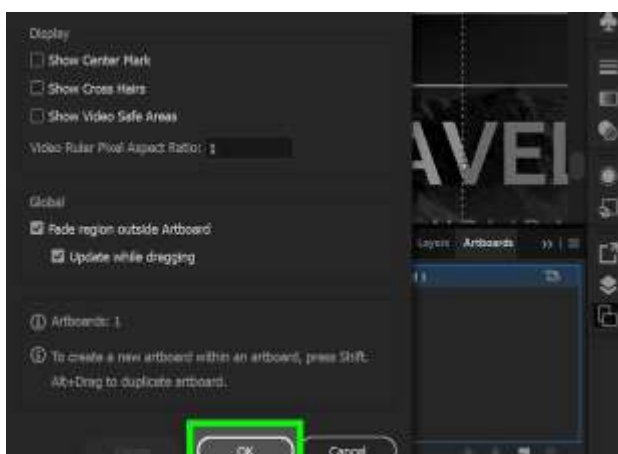 Display
Show Center Mark
Show Cross Hairs
Show Video Safe Areas
Video Ruler Pixel Aspect Ratio: 1
Global
Fade region outside Artboard
Update while dragging
Artboards: 1
To create a new artboard within an artboard, press Shift.
Alt+Drag to duplicate artboard.
OK
Cancel
AVEL
Layers Artboards